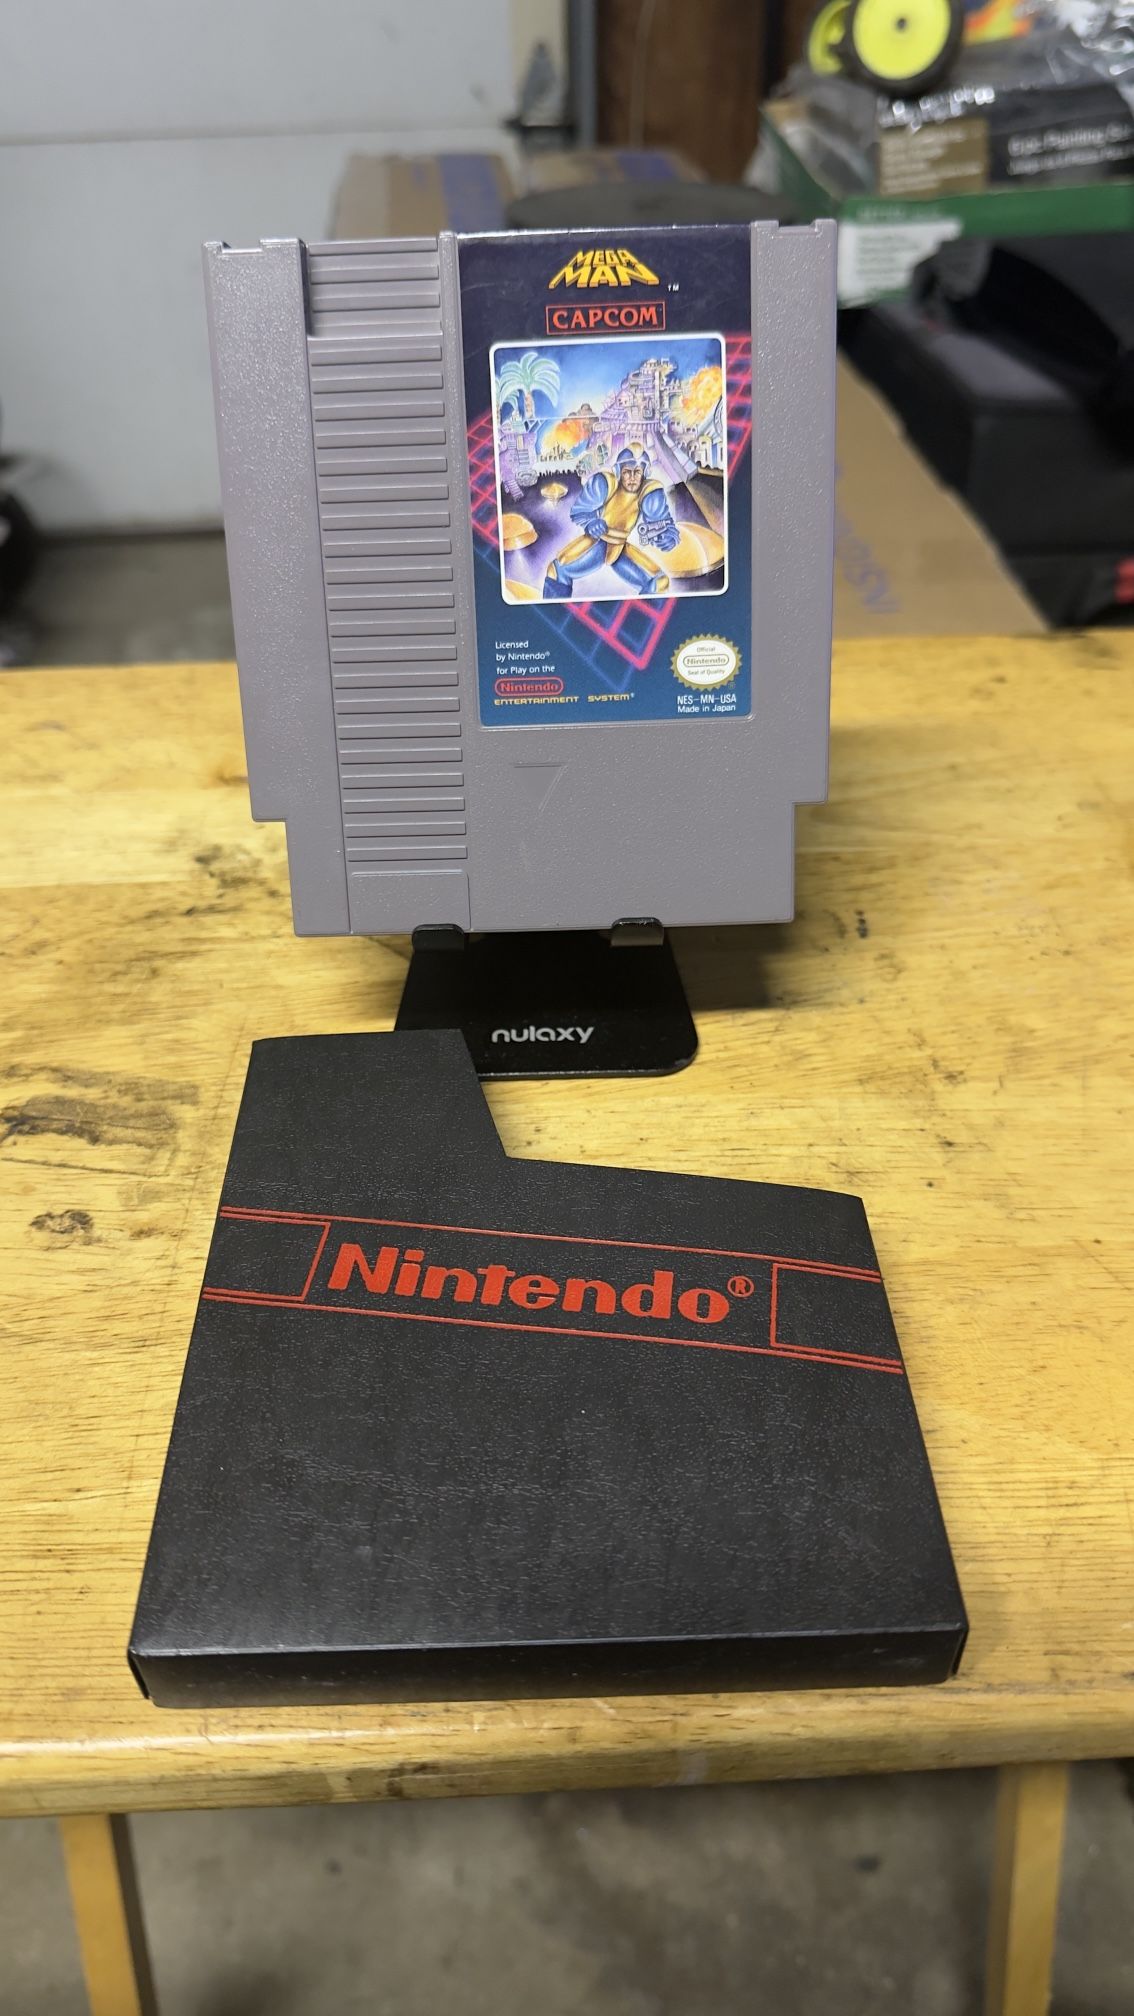 MEGA
MAN
TM
CAPCOM
Licensed
by Nintendo®
for Play on the
Nintendo
ENTERTAINMENT SYSTEM®
Official
Nintendo
Seal of Quality
NES-MN-USA
Made in Japan
nulaxy
Nintendo®